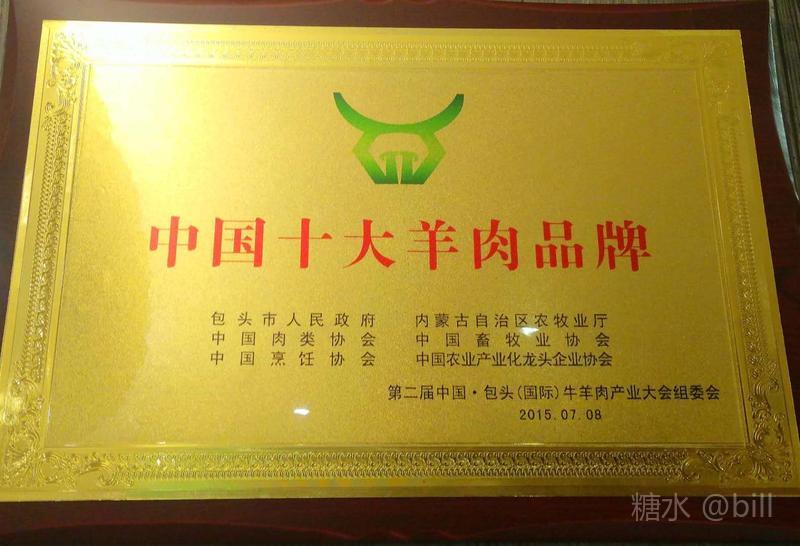 中国十大羊肉品牌
包头市人民政府 内蒙古自治区农牧业厅
中国肉类协会 中国畜牧业协会
中国烹饪协会 中国农业产业化龙头企业协会
第二届中国·包头(国际)牛羊肉产业大会组委会
2015.07.08
糖水 @bill